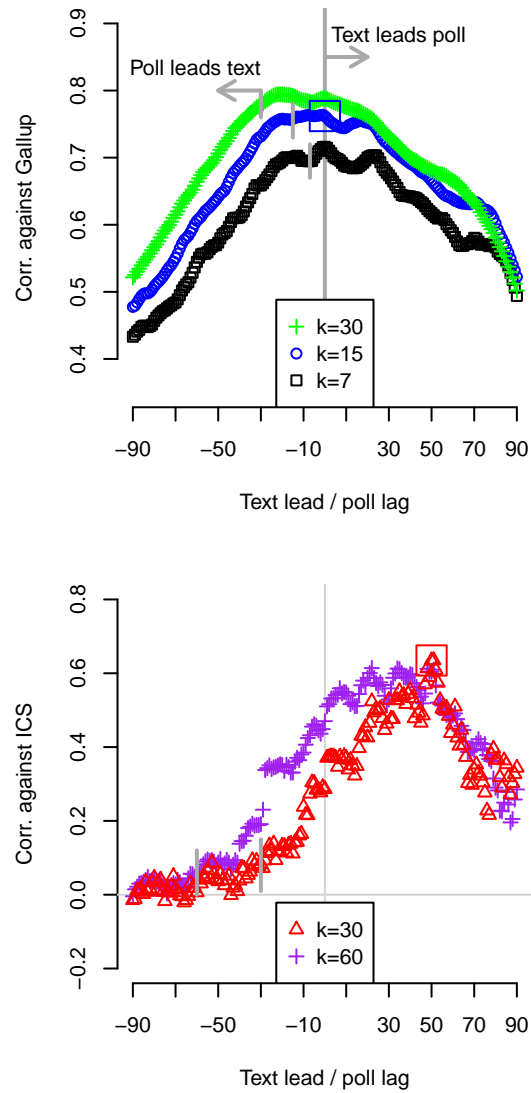 Text leads poll
Poll leads text
Corr. against Gallup
0.9
0.8
0.7
0.6
0.5
0.4
k=30
k=15
k=7
−90 −50 −10 30 50 70 90
Text lead / poll lag
Corr. against ICS
0.8
0.6
0.4
0.2
0.0
−0.2
k=30
k=60
−90 −50 −10 30 50 70 90
Text lead / poll lag